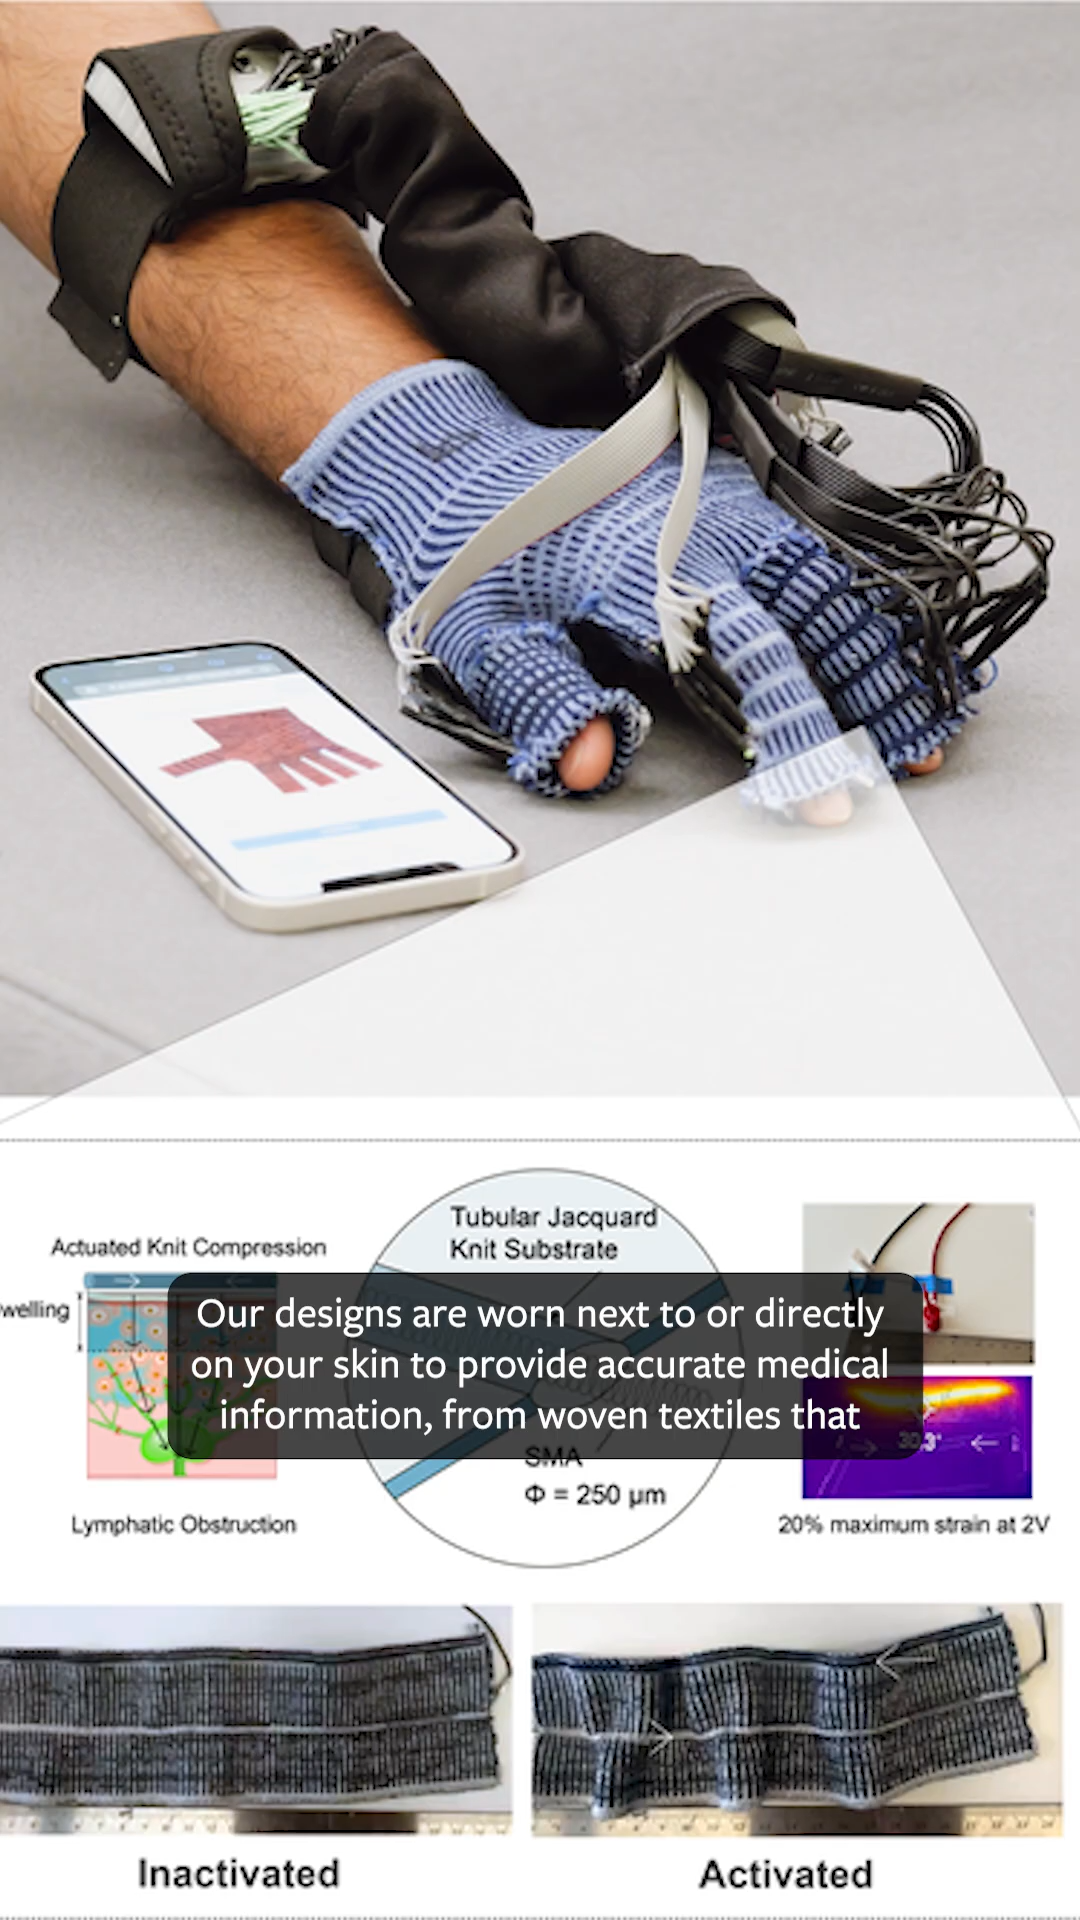 Tubular Jacquard
Knit Substrate
Actuated Knit Compression
welling
Our designs are worn next to or directly
on your skin to provide accurate medical
information, from woven textiles that
SMA
Φ = 250 µm
Lymphatic Obstruction
20% maximum strain at 2V
Inactivated
Activated